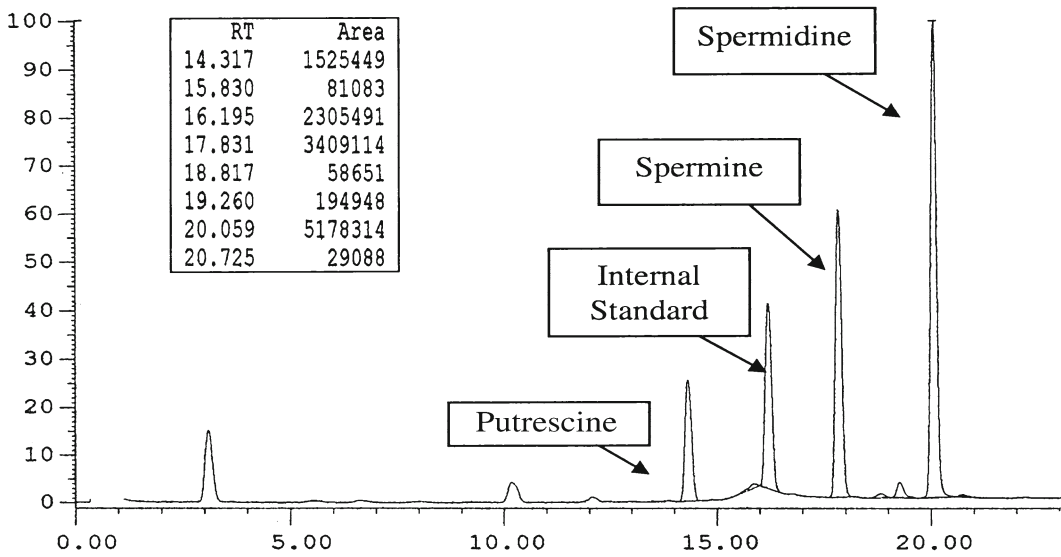 100
90
80
70
60
50
40
30
20
10
0
RT Area
14.317 1525449
15.830 81083
16.195 2305491
17.831 3409114
18.817 58651
19.260 194948
20.059 5178314
20.725 29088
Spermidine
Spermine
Internal
Standard
Putrescine
0.00 5.00 10.00 15.00 20.00